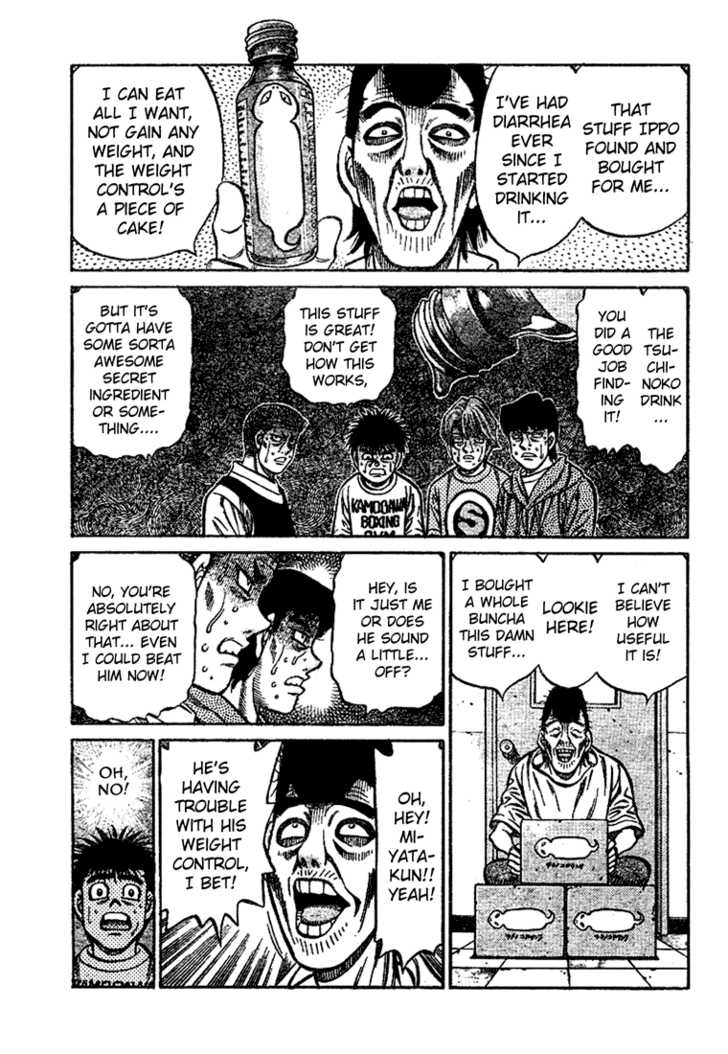 THAT
STUFF IPPO
FOUND AND
BOUGHT
FOR ME...
I'VE HAD
DIARRHEA
EVER
SINCE I
STARTED
DRINKING
IT...
I CAN EAT
ALL I WANT,
NOT GAIN ANY
WEIGHT, AND
THE WEIGHT
CONTROL'S
A PIECE OF
CAKE!
THE
TSU-
CHI-
NOKO
DRINK
...
YOU
DID A
GOOD
JOB
FIND-
ING
IT!
THIS STUFF
IS GREAT!
DON'T GET
HOW THIS
WORKS,
BUT IT'S
GOTTA HAVE
SOME SORTA
AWESOME
SECRET
INGREDIENT
OR SOME-
THING....
KAMOGAWA
BOXING
GYM
S
I CAN'T
BELIEVE
HOW
USEFUL
IT IS!
LOOKIE
HERE!
I BOUGHT
A WHOLE
BUNCHA
THIS DAMN
STUFF...
HEY, IS
IT JUST ME
OR DOES
HE SOUND
A LITTLE...
OFF?
NO, YOU'RE
ABSOLUTELY
RIGHT ABOUT
THAT... EVEN
I COULD BEAT
HIM NOW!
OH,
HEY!
MI-
YATA-
KUN!!
YEAH!
HE'S
HAVING
TROUBLE
WITH HIS
WEIGHT
CONTROL,
I BET!
OH,
NO!